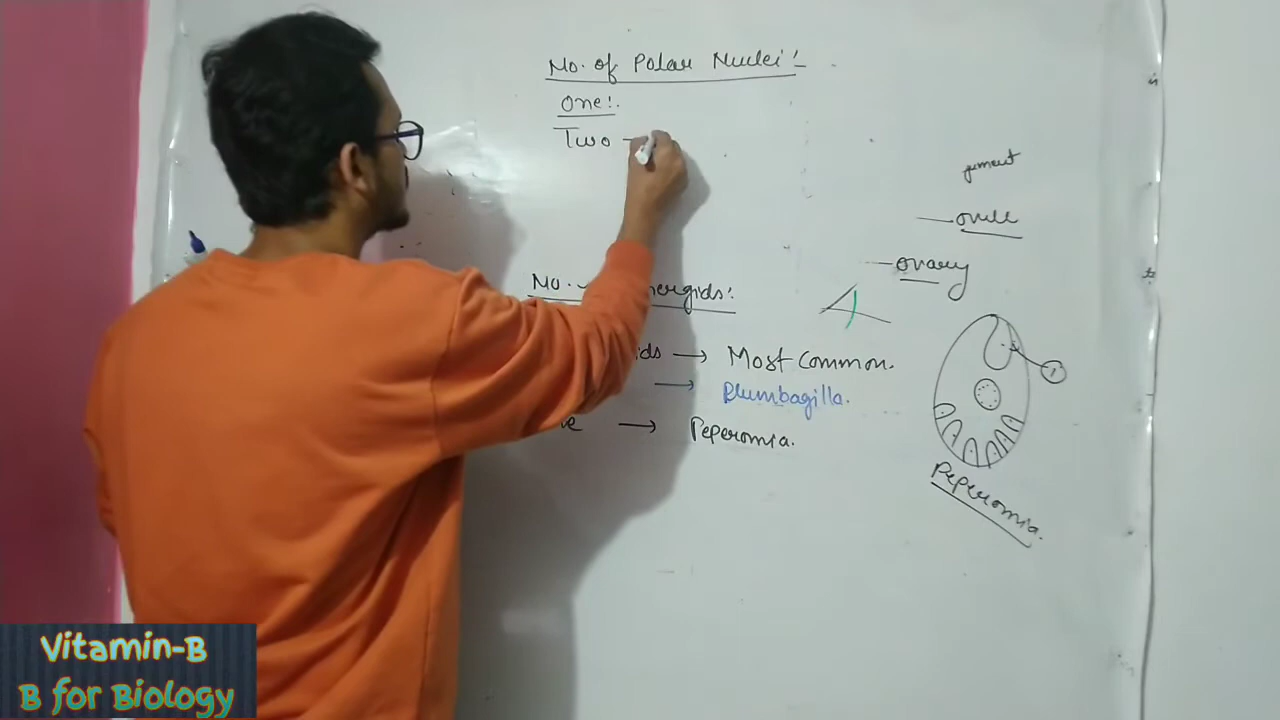 No. of Polar Nuclei :-
One :.
Two —
gument
ovule
ovary
No. nergids :
ids → Most Common.
→ Plumbagilla.
→ Peperomia.
Peperomia.
Vitamin-B
B for Biology